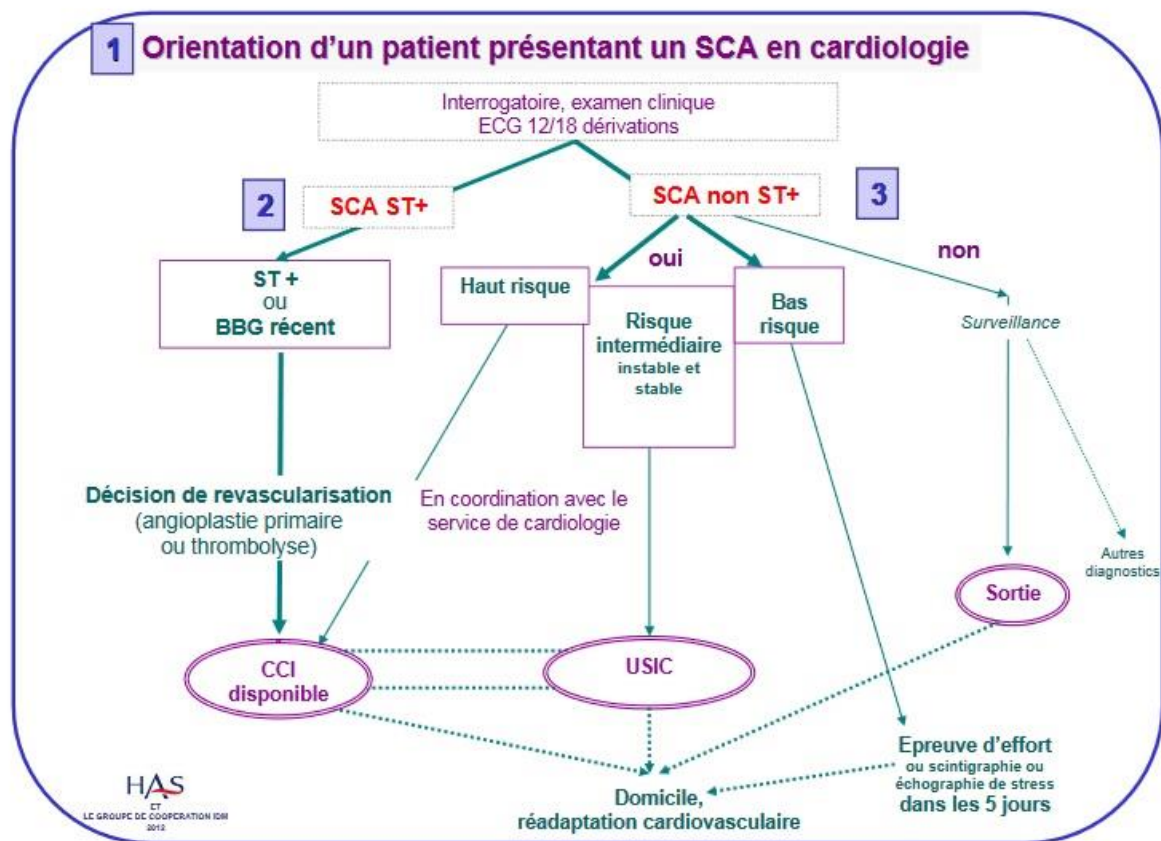 1 Orientation d'un patient présentant un SCA en cardiologie
Interrogatoire, examen clinique
ECG 12/18 dérivations
2
SCA ST+
SCA non ST+
3
oui
non
ST +
ou
BBG récent
Haut risque
Risque
intermédiaire
instable et
stable
Bas
risque
Surveillance
Décision de revascularisation
(angioplastie primaire
ou thrombolyse)
En coordination avec le
service de cardiologie
Autres
diagnostics
Sortie
CCI
disponible
USIC
Epreuve d'effort
ou scintigraphie ou
échographie de stress
dans les 5 jours
Domicile,
réadaptation cardiovasculaire
HAS
ET
LE GROUPE DE COOPERATION IDM
2012